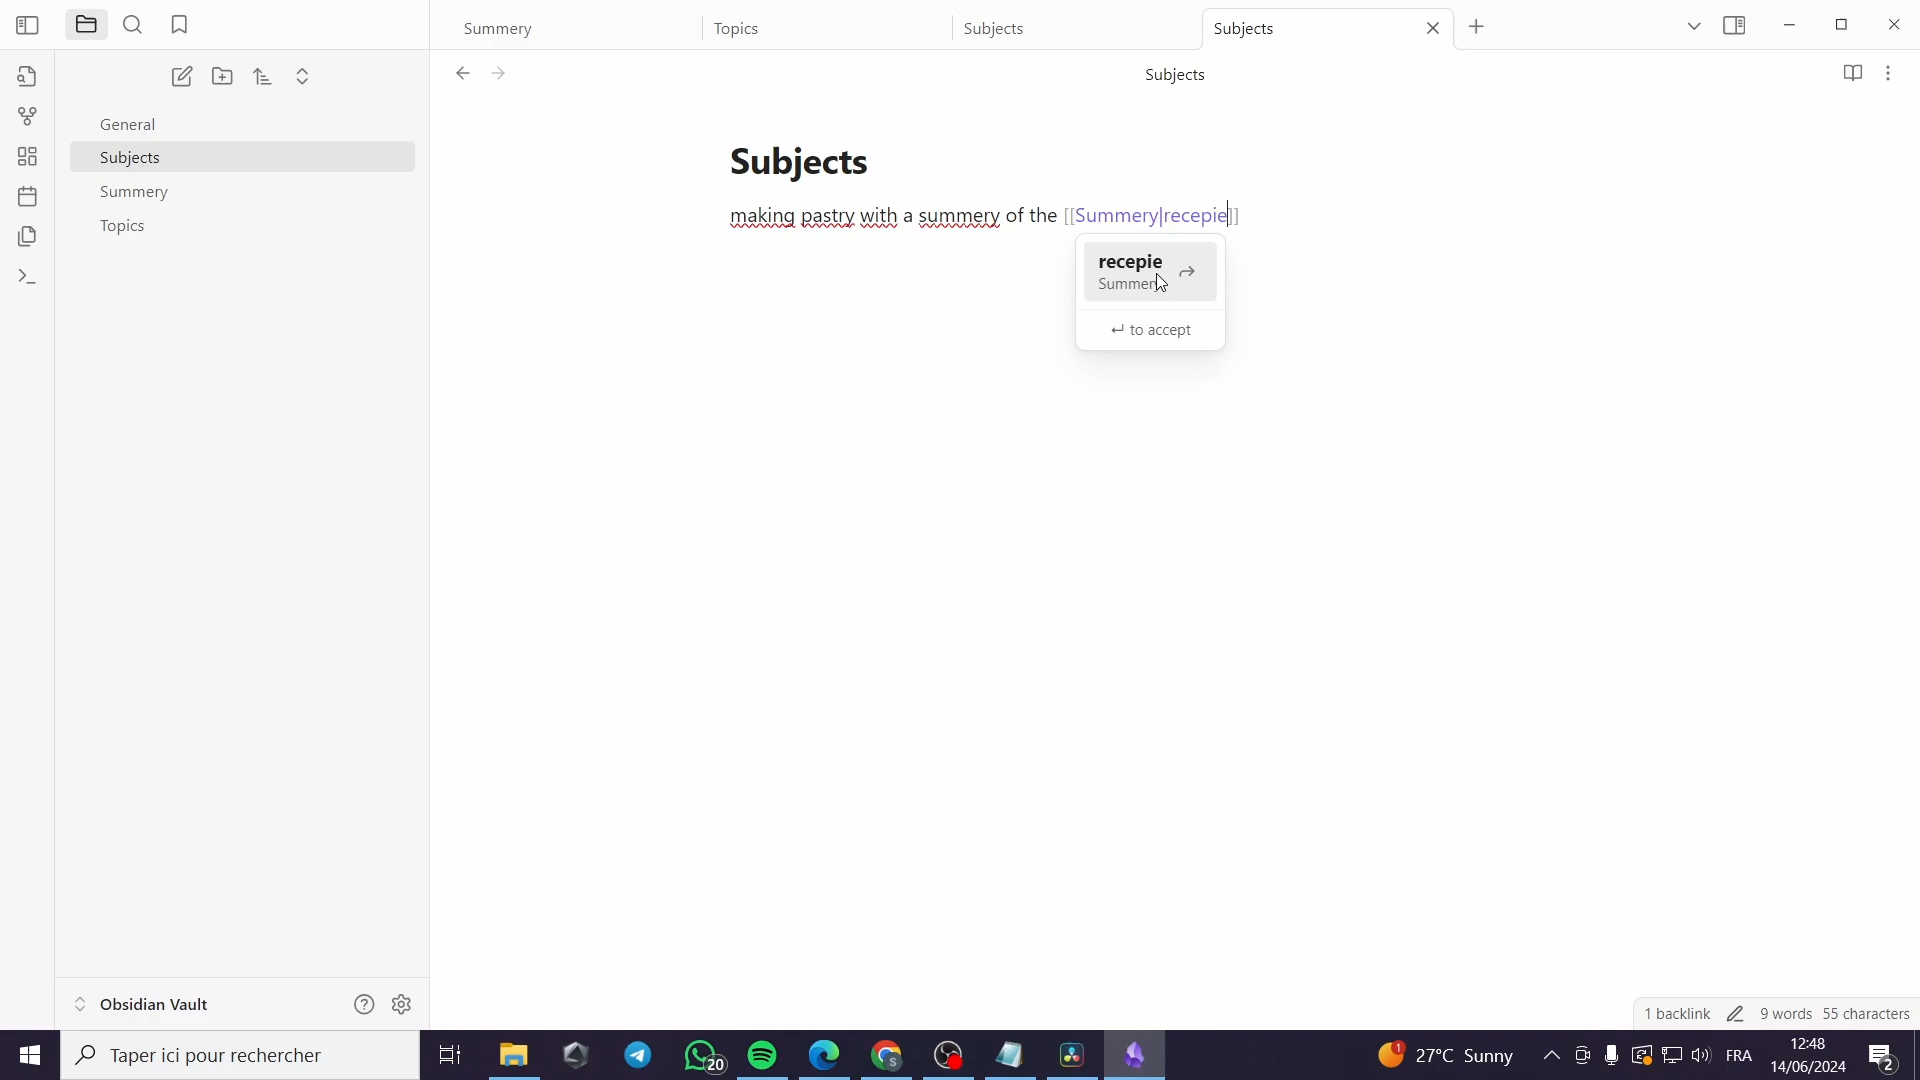 Summery
Topics
Subjects
Subjects
Subjects
General
Subjects
Summery
Topics
Subjects
making pastry with a summery of the [[Summery|recepie]]
recepie
Summery
↵ to accept
Obsidian Vault
1 backlink 9 words 55 characters
Taper ici pour rechercher
20
1
27°C Sunny
FRA
12:48
14/06/2024
2